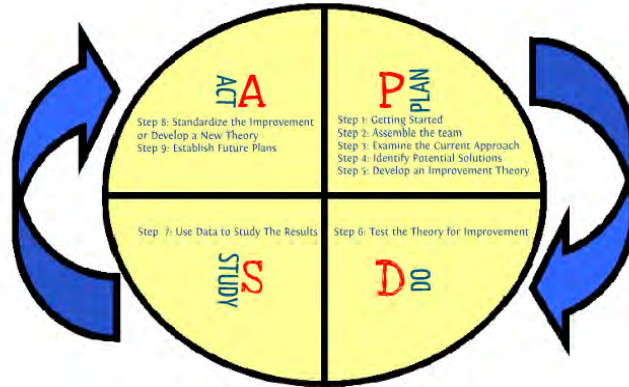 A
ACT
Step 8: Standardize the Improvement
or Develop a New Theory
Step 9: Establish Future Plans
P
PLAN
Step 1: Getting Started
Step 2: Assemble the team
Step 3: Examine the Current Approach
Step 4: Identify Potential Solutions
Step 5: Develop an Improvement Theory
Step 7: Use Data to Study The Results
S
STUDY
Step 6: Test the Theory for Improvement
D
DO